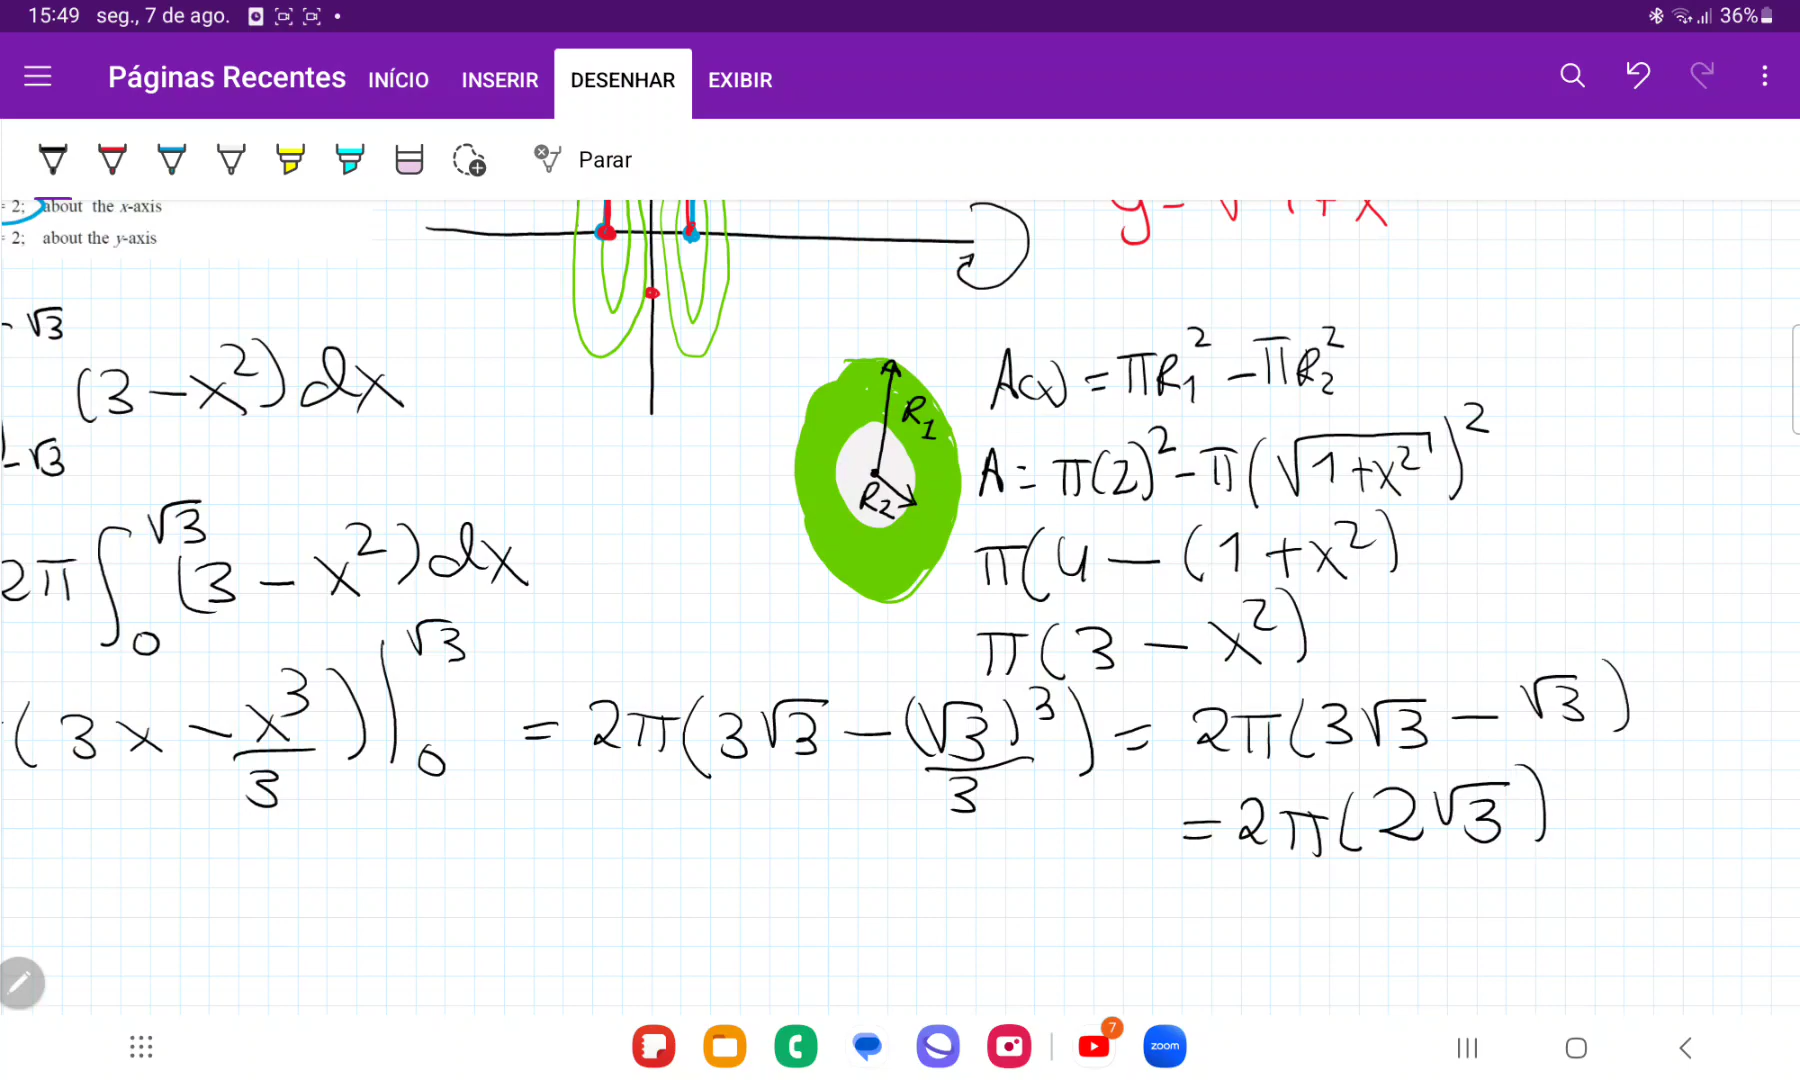 15:49 seg., 7 de ago. 36%
Páginas Recentes INÍCIO INSERIR DESENHAR EXIBIR
Parar
= 2; about the x-axis
= 2; about the y-axis
√3
(3 - x²) dx
-√3
A(x) = πR₁² - πR₂²
R₁
R₂
A = π(2)² - π(√1+x²)²
π(4 - (1 + x²)
π(3 - x²)
2π ∫₀^√3 (3 - x²) dx
(3x - x³/3)|₀^√3 = 2π(3√3 - (√3)³/3) = 2π(3√3 - √3)
= 2π(2√3)
7
zoom